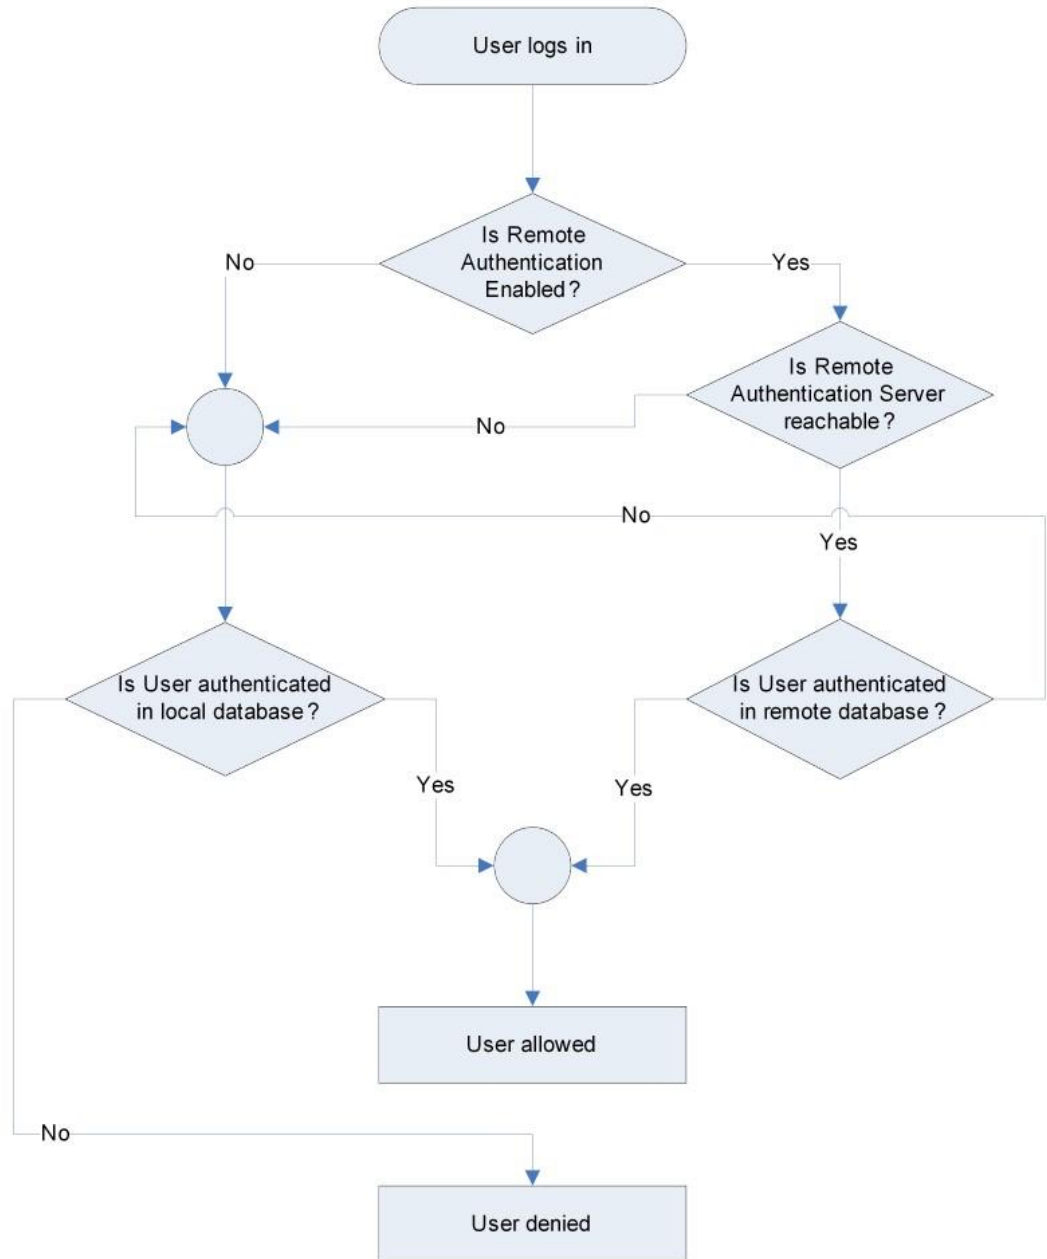 User logs in
Is Remote
Authentication
Enabled?
No
Yes
Is Remote
Authentication Server
reachable?
No
No
Yes
Is User authenticated
in local database?
Is User authenticated
in remote database?
Yes
Yes
User allowed
No
User denied